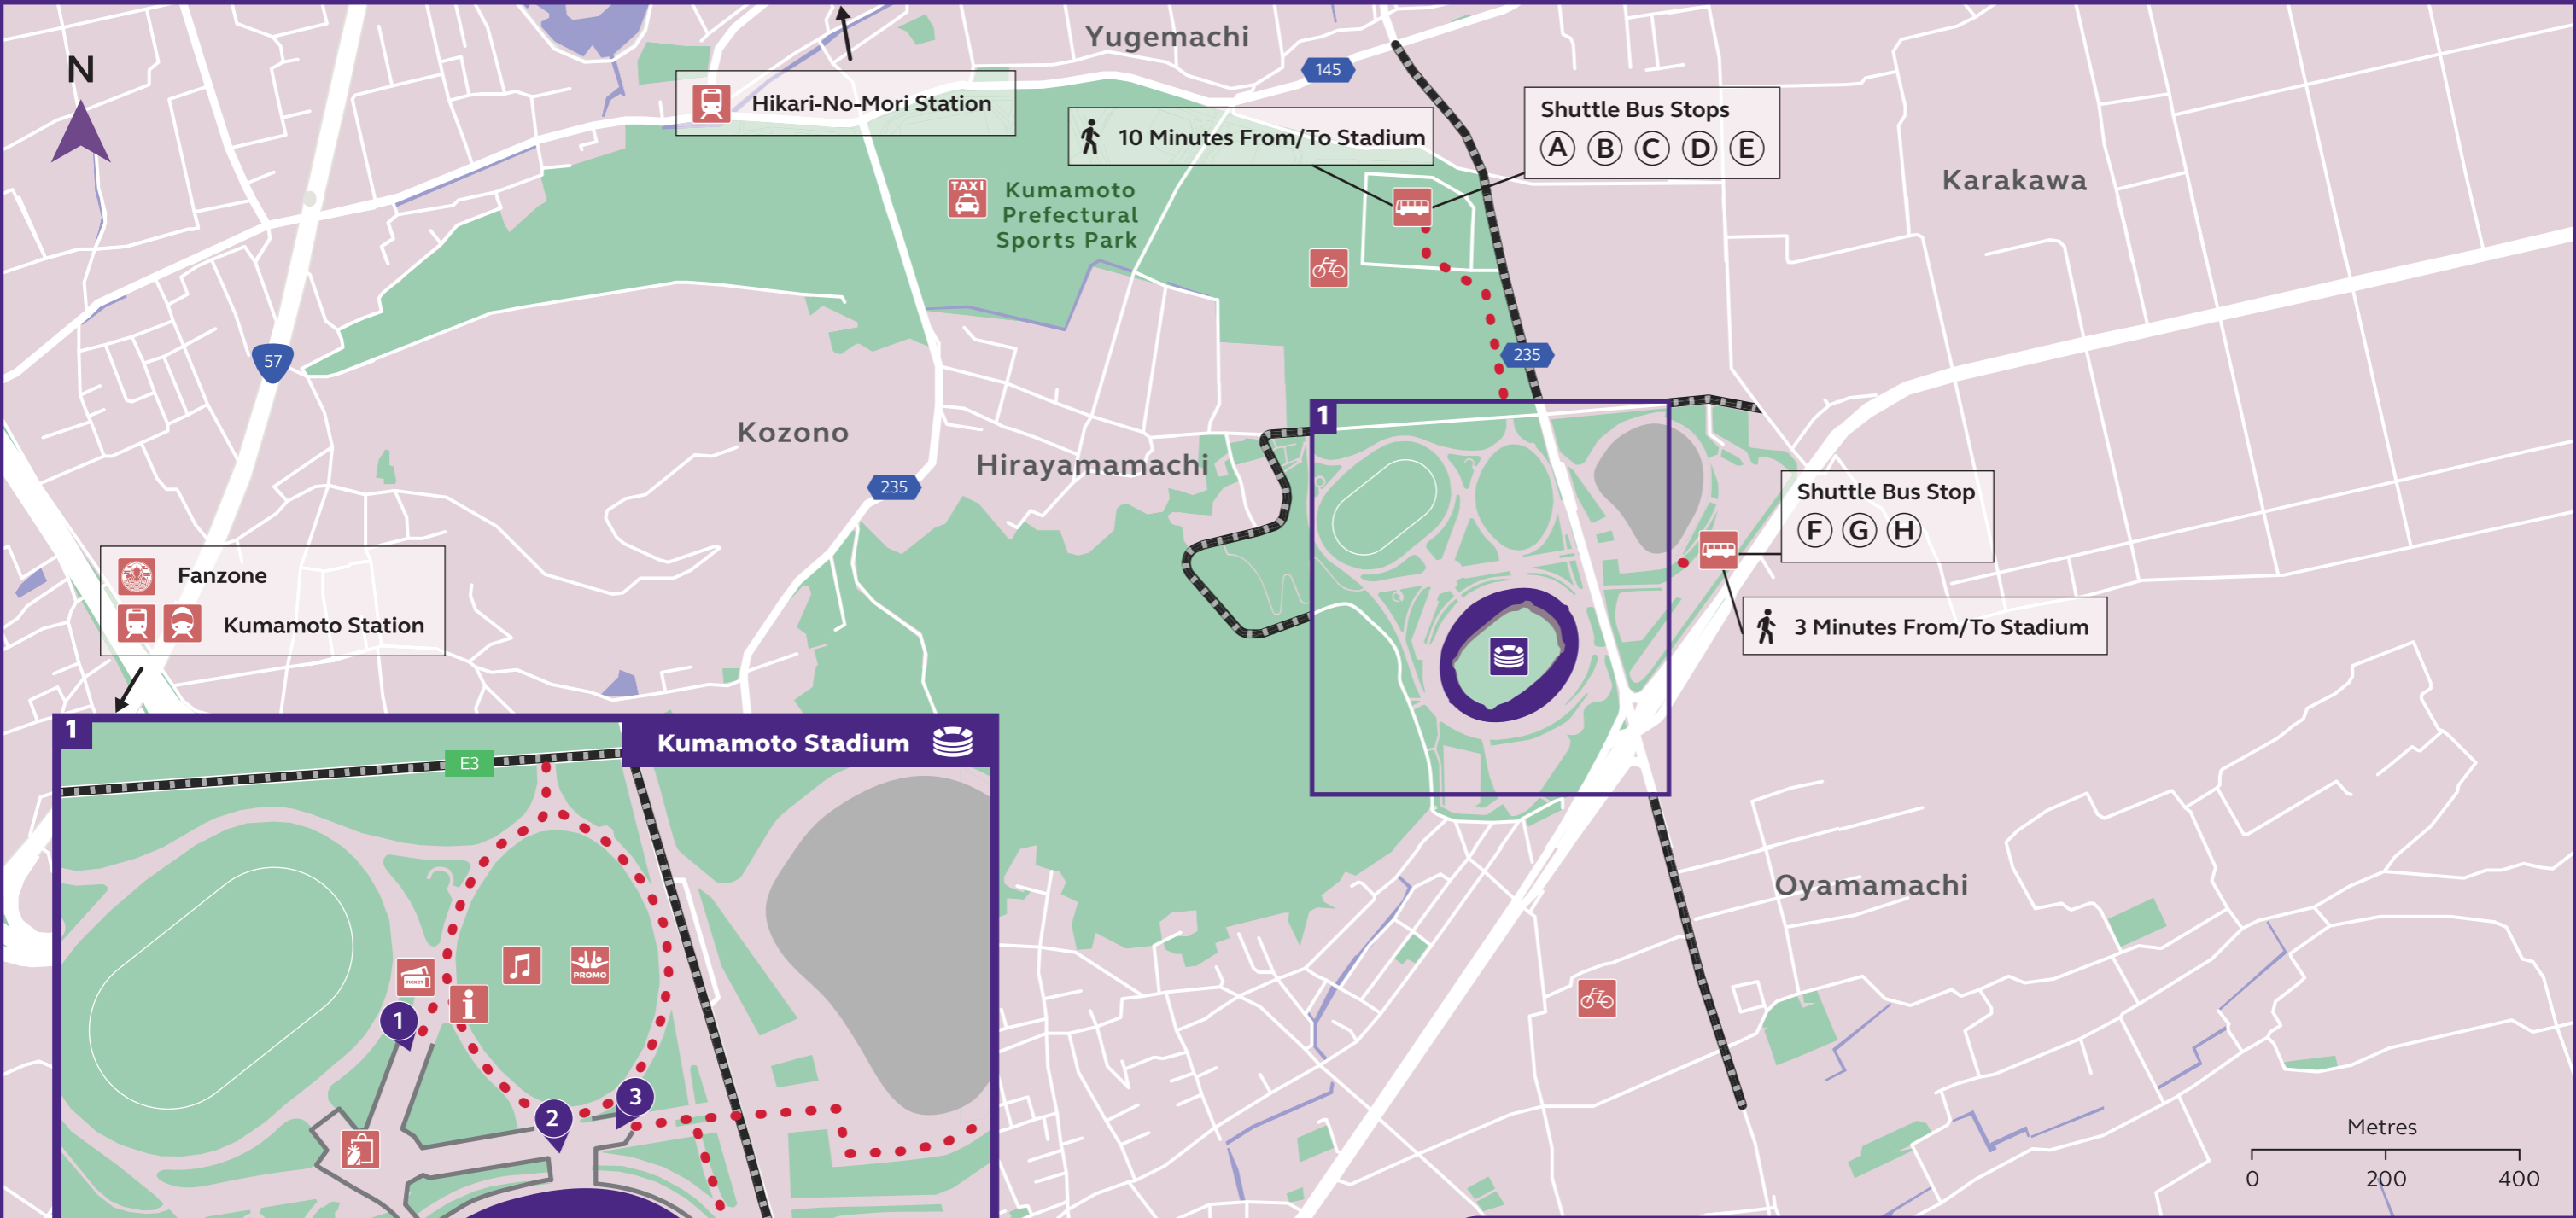 N
Yugemachi
145
Hikari-No-Mori Station
10 Minutes From/To Stadium
Shuttle Bus Stops
A B C D E
Karakawa
TAXI
Kumamoto
Prefectural
Sports Park
57
235
1
Kozono
Hirayamamachi
235
Shuttle Bus Stop
F G H
3 Minutes From/To Stadium
Fanzone
Kumamoto Station
1
Kumamoto Stadium
E3
Oyamamachi
PROMO
TICKET
1
i
2
3
Metres
0 200 400